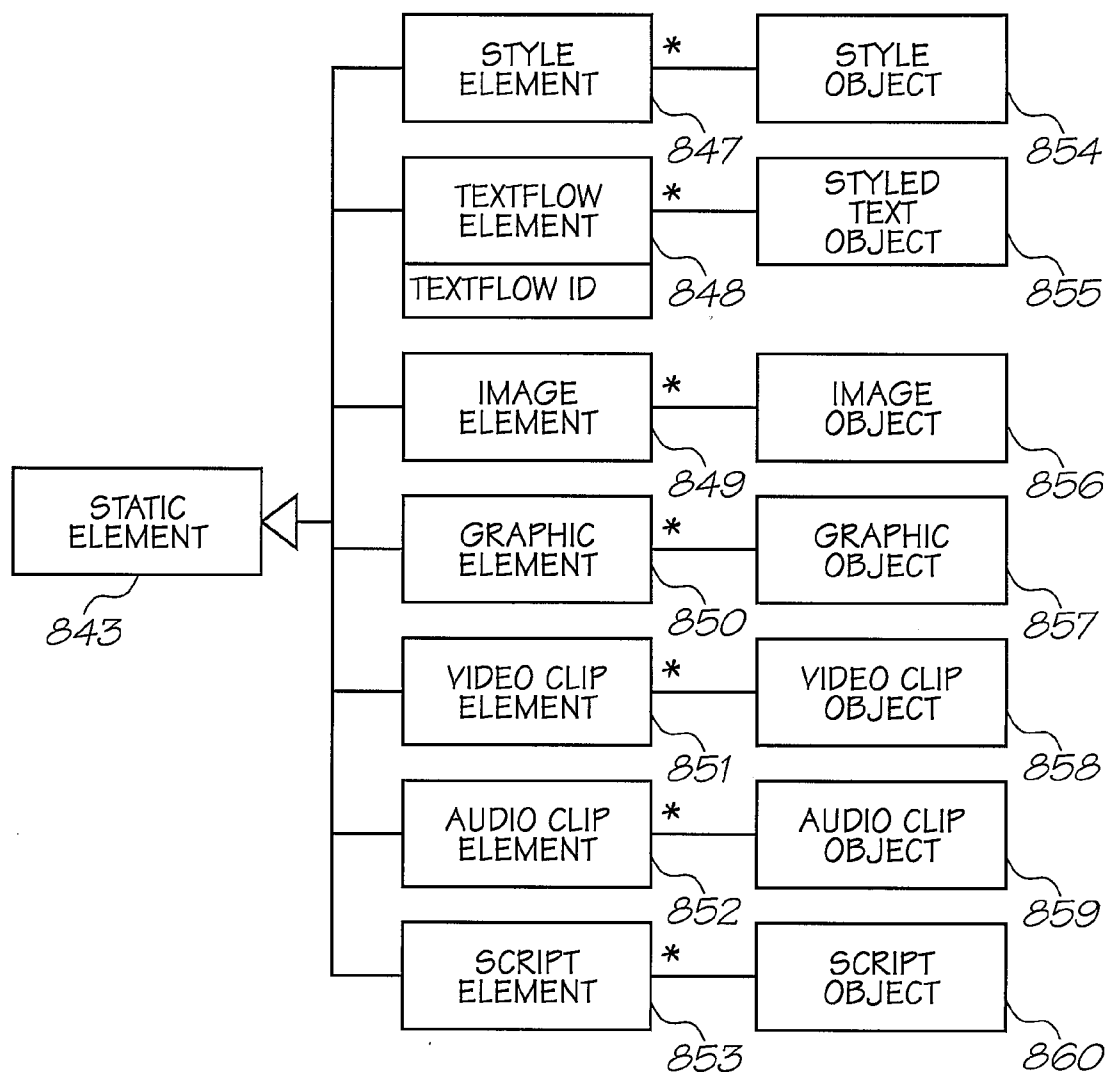 STYLE
ELEMENT
*
STYLE
OBJECT
847
854
TEXTFLOW
ELEMENT
*
STYLED
TEXT
OBJECT
TEXTFLOW ID
848
855
IMAGE
ELEMENT
*
IMAGE
OBJECT
849
856
STATIC
ELEMENT
843
GRAPHIC
ELEMENT
*
GRAPHIC
OBJECT
850
857
VIDEO CLIP
ELEMENT
*
VIDEO CLIP
OBJECT
851
858
AUDIO CLIP
ELEMENT
*
AUDIO CLIP
OBJECT
852
859
SCRIPT
ELEMENT
*
SCRIPT
OBJECT
853
860